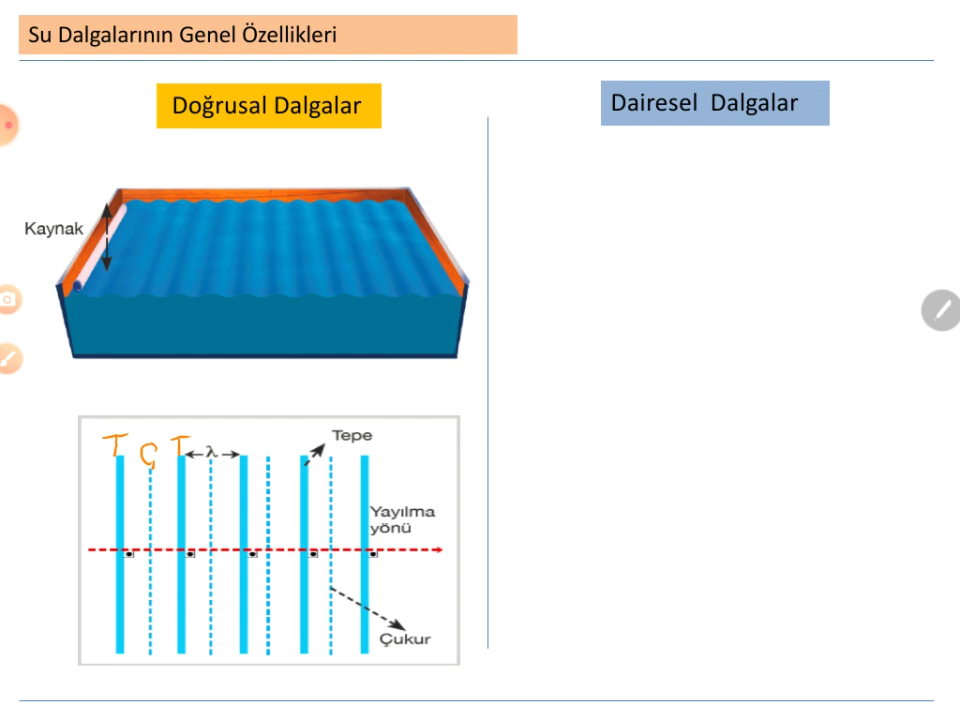 Su Dalgalarının Genel Özellikleri
Doğrusal Dalgalar
Dairesel Dalgalar
Kaynak
T Ç T
λ
Tepe
Yayılma
yönü
Çukur